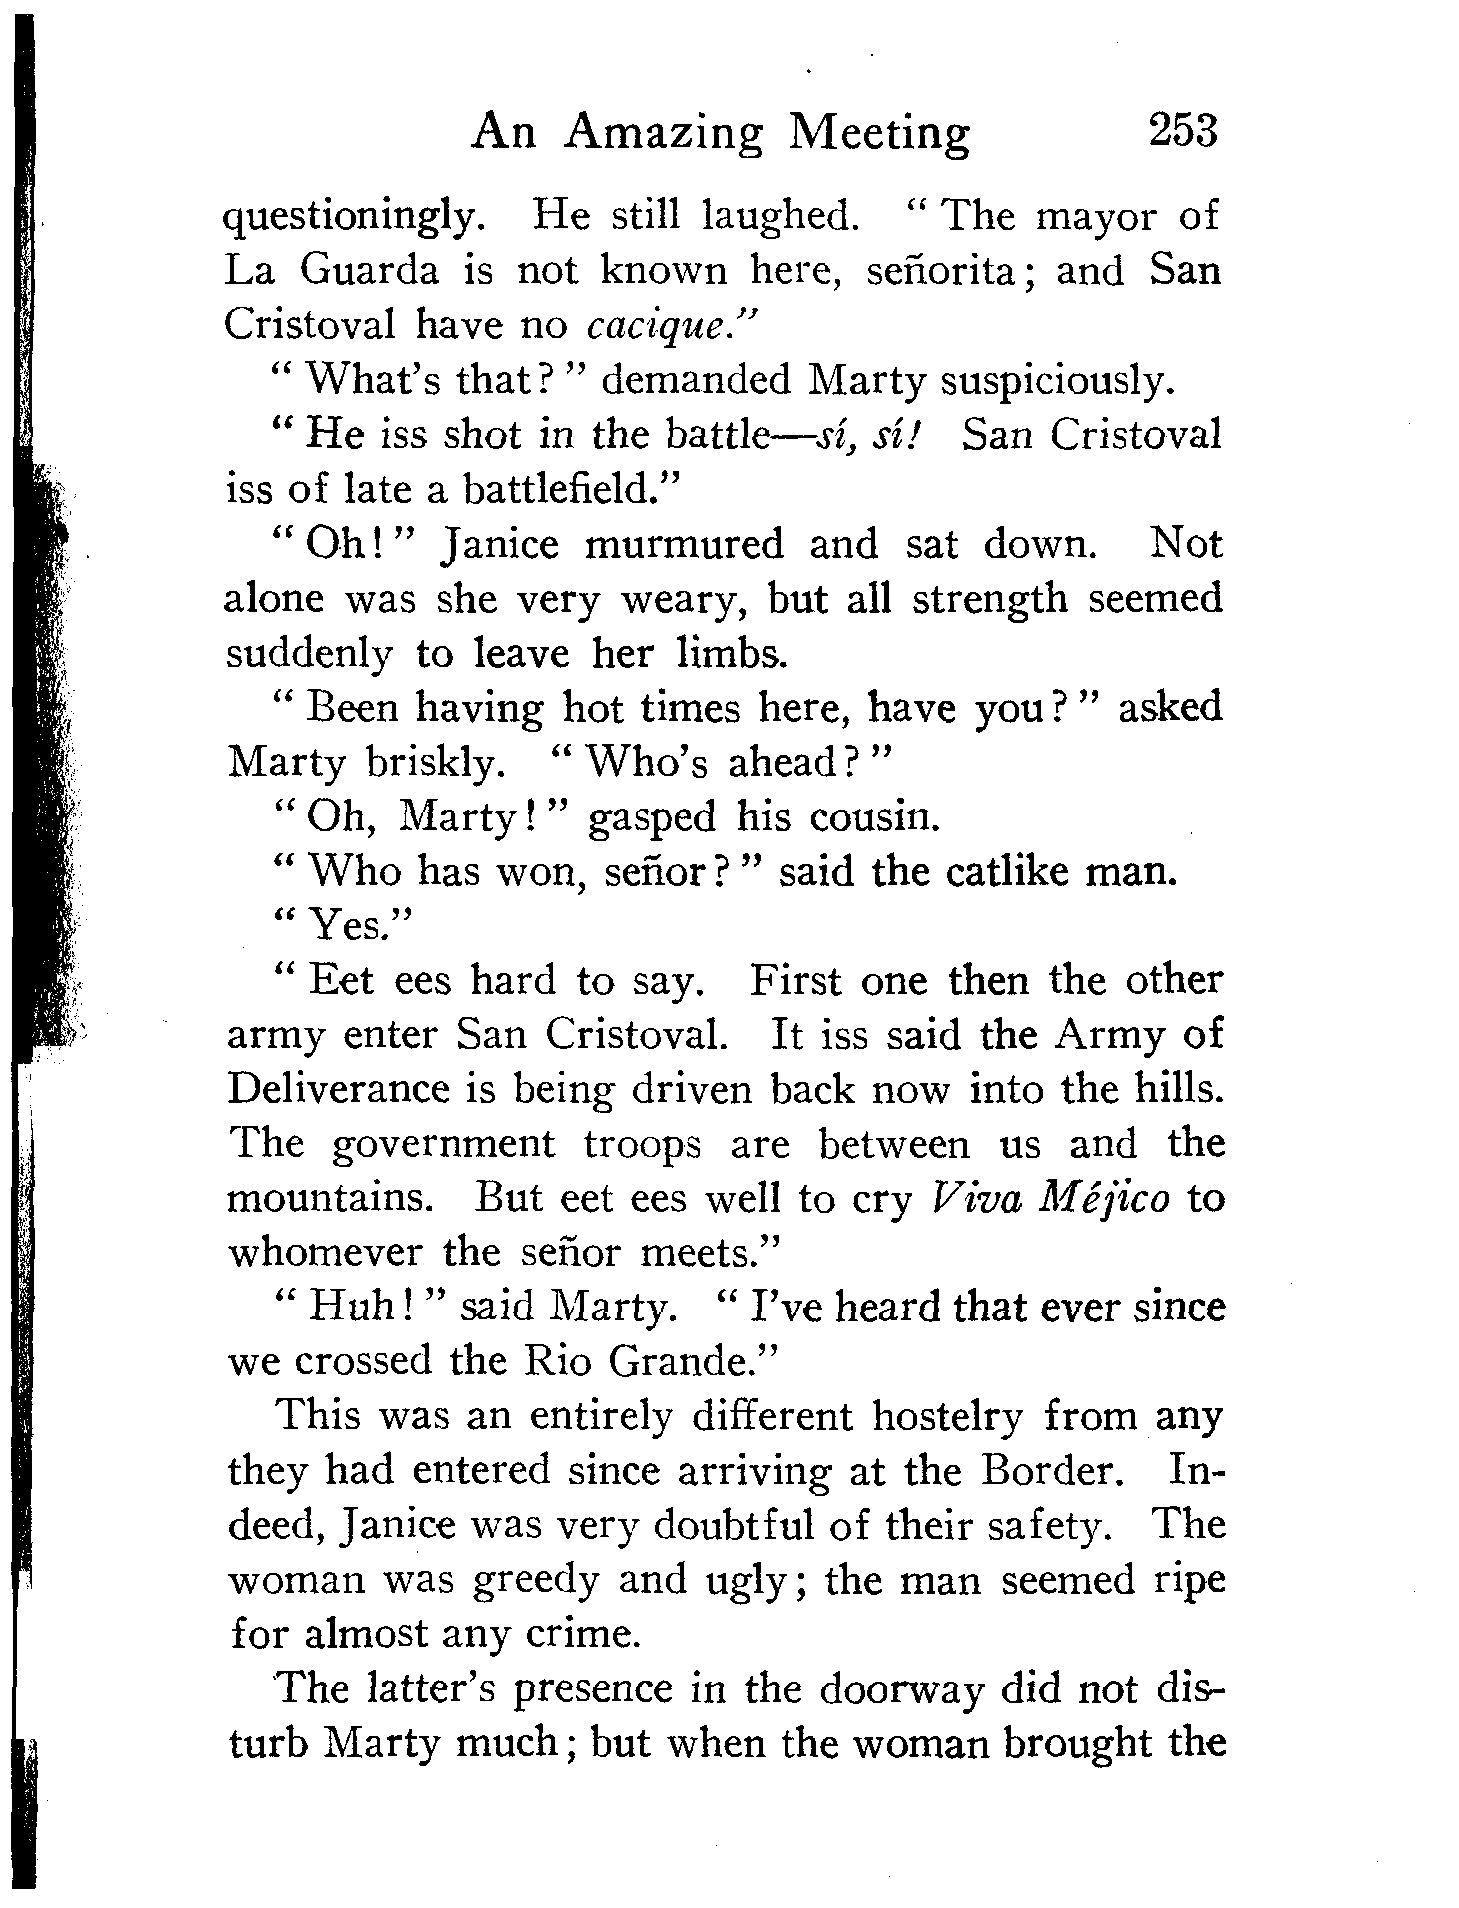 An Amazing Meeting 253
questioningly. He still laughed. “ The mayor of
La Guarda is not known here, señorita; and San
Cristoval have no cacique.”
“ What’s that? ” demanded Marty suspiciously.
“ He iss shot in the battle—sí, sí! San Cristoval
iss of late a battlefield.”
“ Oh! ” Janice murmured and sat down. Not
alone was she very weary, but all strength seemed
suddenly to leave her limbs.
“ Been having hot times here, have you? ” asked
Marty briskly. “ Who’s ahead? ”
“ Oh, Marty! ” gasped his cousin.
“ Who has won, señor? ” said the catlike man.
“ Yes.”
“ Eet ees hard to say. First one then the other
army enter San Cristoval. It iss said the Army of
Deliverance is being driven back now into the hills.
The government troops are between us and the
mountains. But eet ees well to cry Viva Méjico to
whomever the señor meets.”
“ Huh! ” said Marty. “ I’ve heard that ever since
we crossed the Rio Grande.”
This was an entirely different hostelry from any
they had entered since arriving at the Border. In-
deed, Janice was very doubtful of their safety. The
woman was greedy and ugly; the man seemed ripe
for almost any crime.
The latter’s presence in the doorway did not dis-
turb Marty much; but when the woman brought the